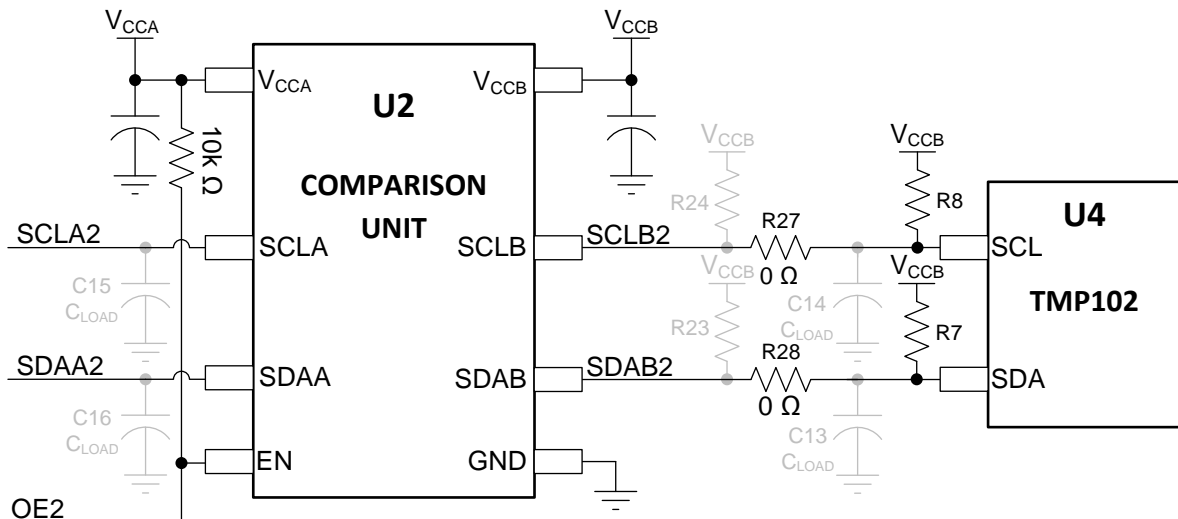 VCCA
VCCB
VCCA
U2
VCCB
10k Ω
COMPARISON
UNIT
VCCB
R24
VCCB
R8
U4
SCLA2
SCLA
SCLB
SCLB2
R27
0 Ω
SCL
C15
CLOAD
VCCB
R23
C14
CLOAD
VCCB
R7
TMP102
SDAA2
SDAA
SDAB
SDAB2
R28
0 Ω
SDA
C16
CLOAD
C13
CLOAD
EN
GND
OE2